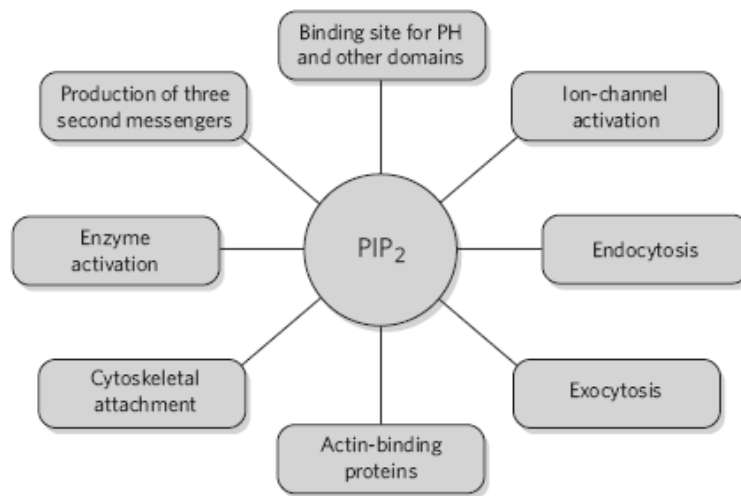 Binding site for PH
and other domains
Production of three
second messengers
Ion-channel
activation
Enzyme
activation
PIP2
Endocytosis
Cytoskeletal
attachment
Exocytosis
Actin-binding
proteins